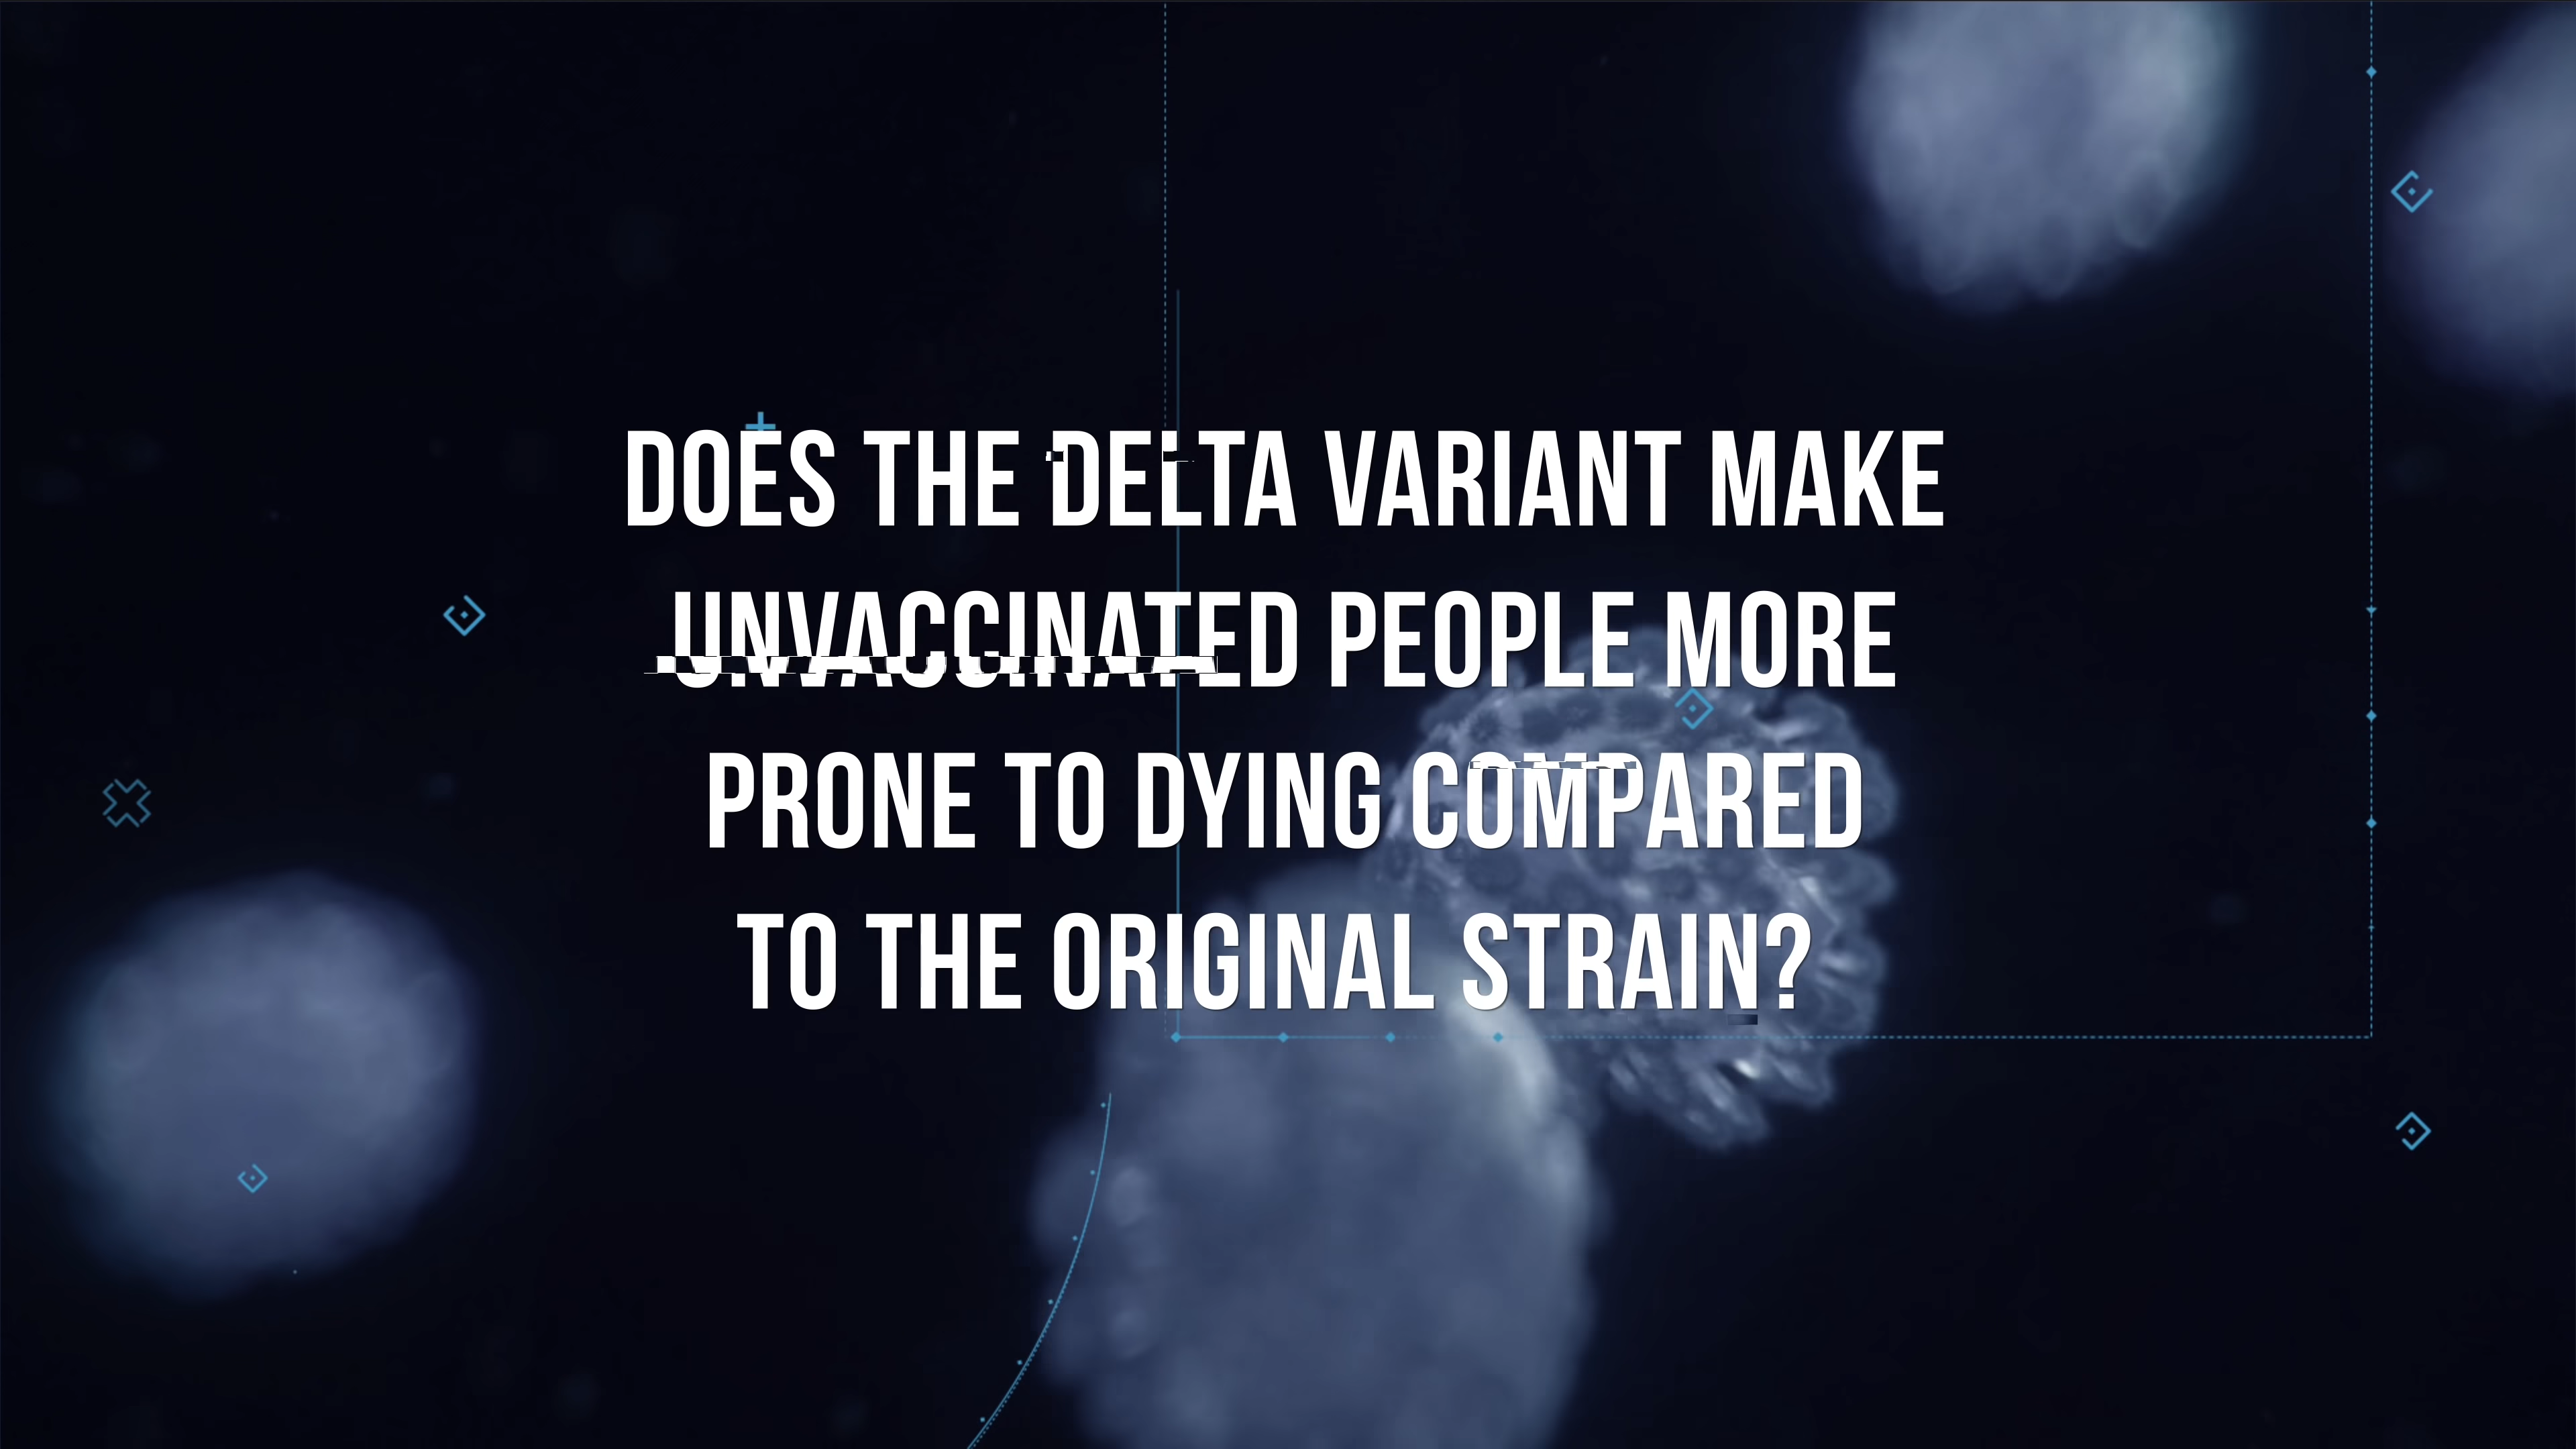 DOES THE DELTA VARIANT MAKE
UNVACCINATED PEOPLE MORE
PRONE TO DYING COMPARED
TO THE ORIGINAL STRAIN?